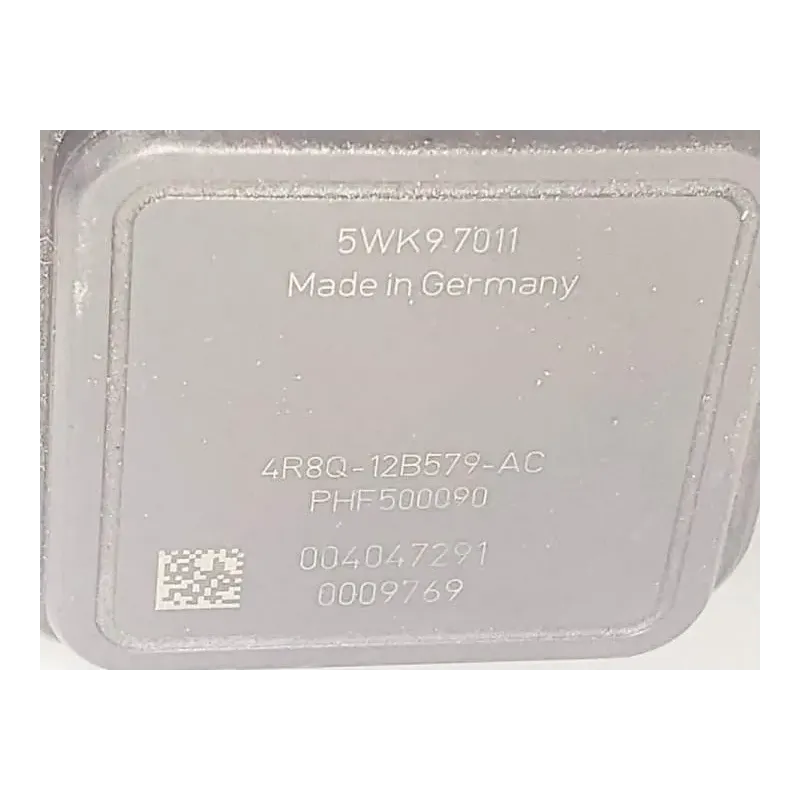 5WK9 7011
Made in Germany
4R8Q-12B579-AC
PHF500090
004047291
0009769